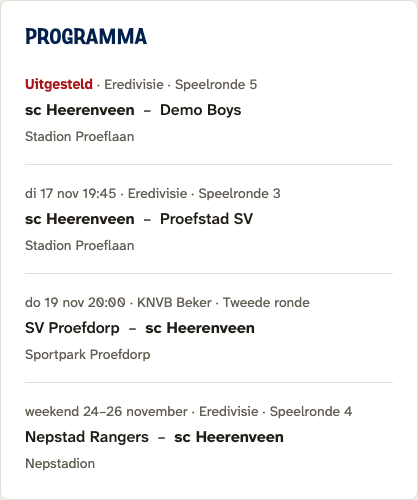 PROGRAMMA
Uitgesteld · Eredivisie · Speelronde 5
sc Heerenveen – Demo Boys
Stadion Proeflaan
di 17 nov 19:45 · Eredivisie · Speelronde 3
sc Heerenveen – Proefstad SV
Stadion Proeflaan
do 19 nov 20:00 · KNVB Beker · Tweede ronde
SV Proefdorp – sc Heerenveen
Sportpark Proefdorp
weekend 24–26 november · Eredivisie · Speelronde 4
Nepstad Rangers – sc Heerenveen
Nepstadion